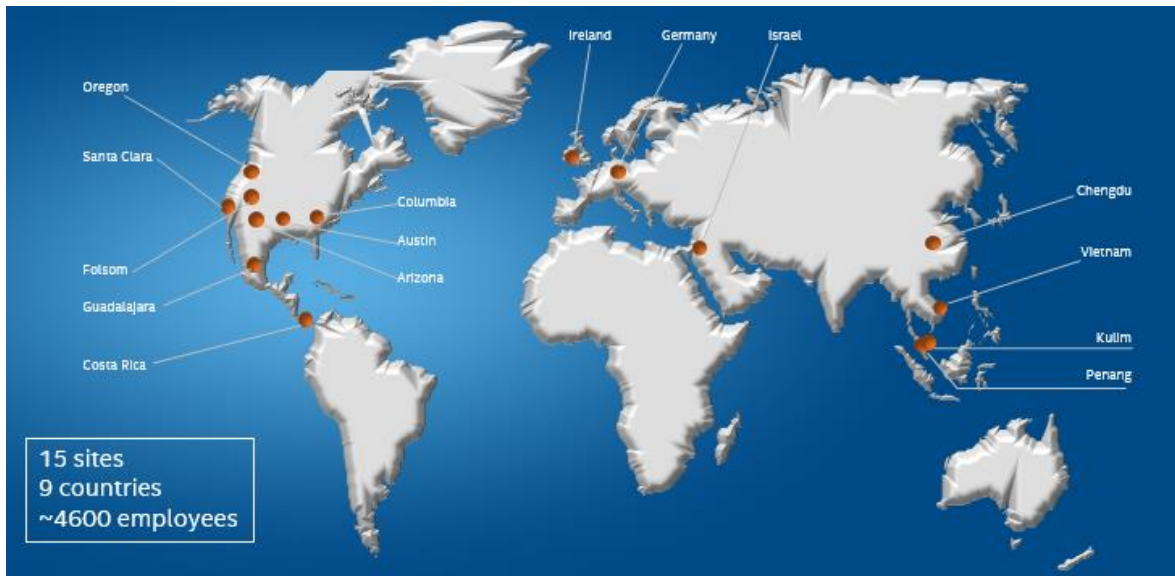 Ireland
Germany
Israel
Oregon
Santa Clara
Chengdu
Columbia
Austin
Vietnam
Folsom
Arizona
Guadalajara
Kulim
Costa Rica
Penang
15 sites
9 countries
~4600 employees